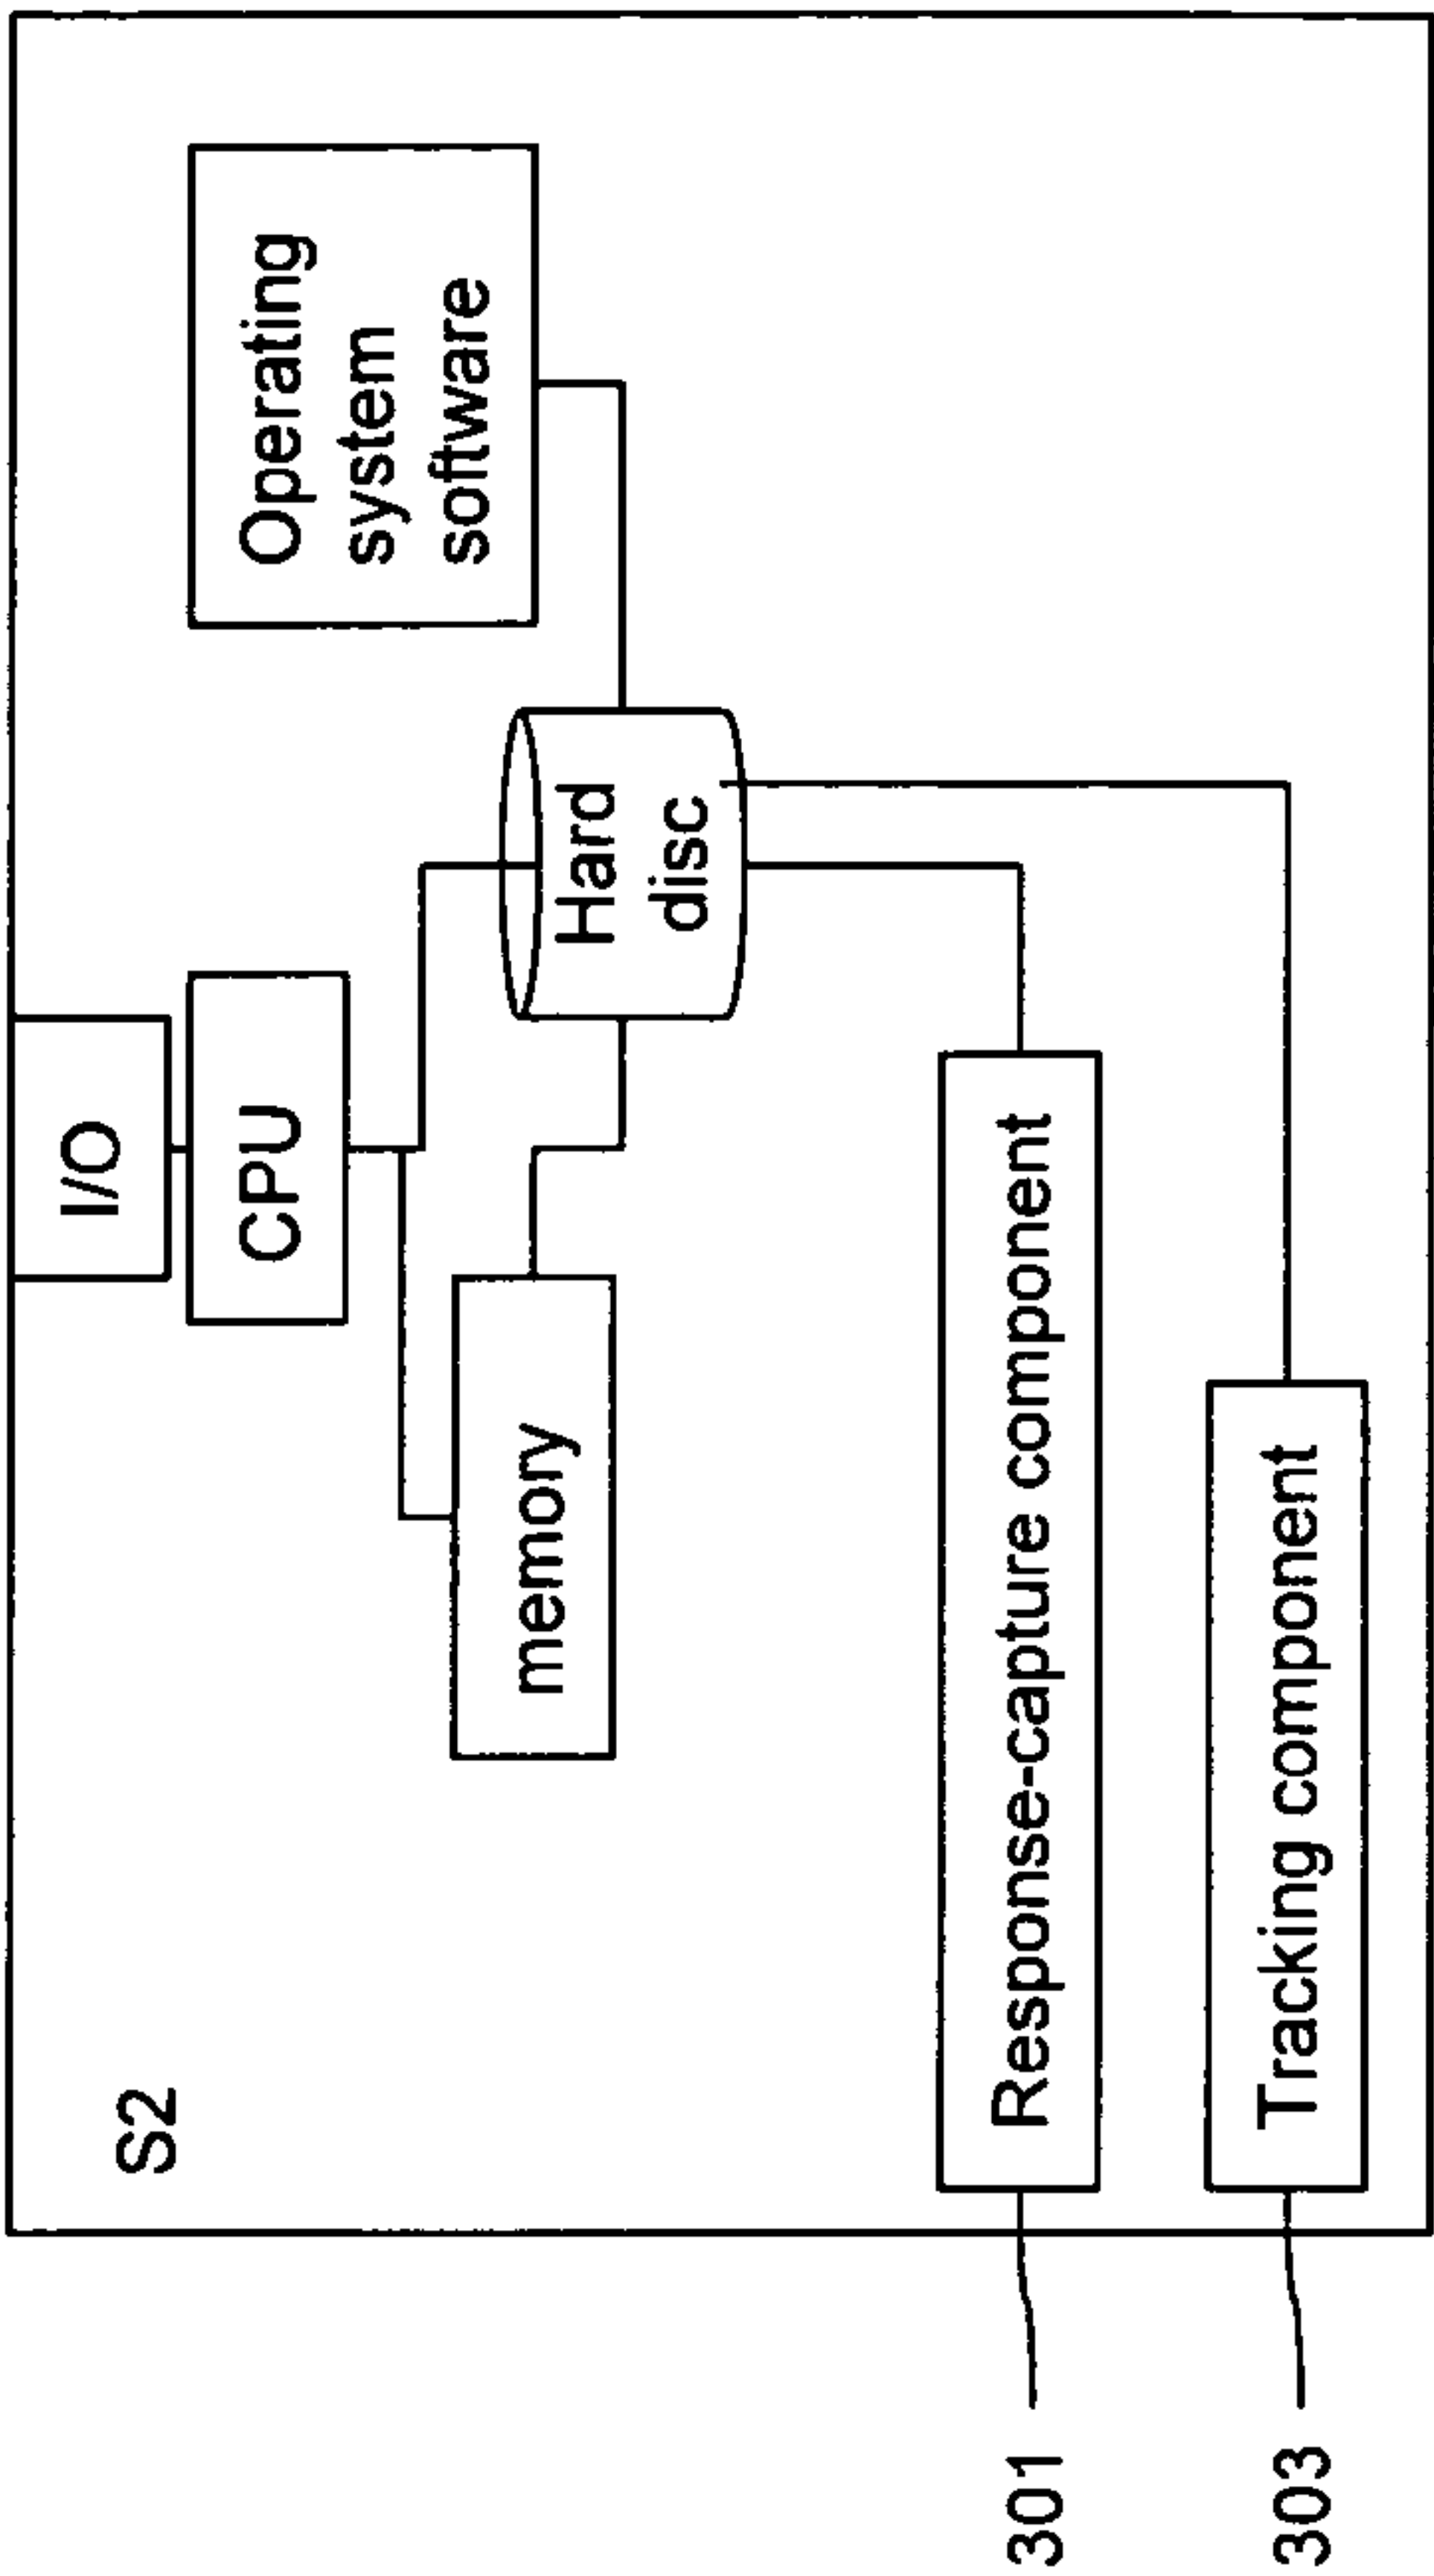 S2
I/O
CPU
Operating
system
software
memory
Hard
disc
301
Response-capture component
303
Tracking component